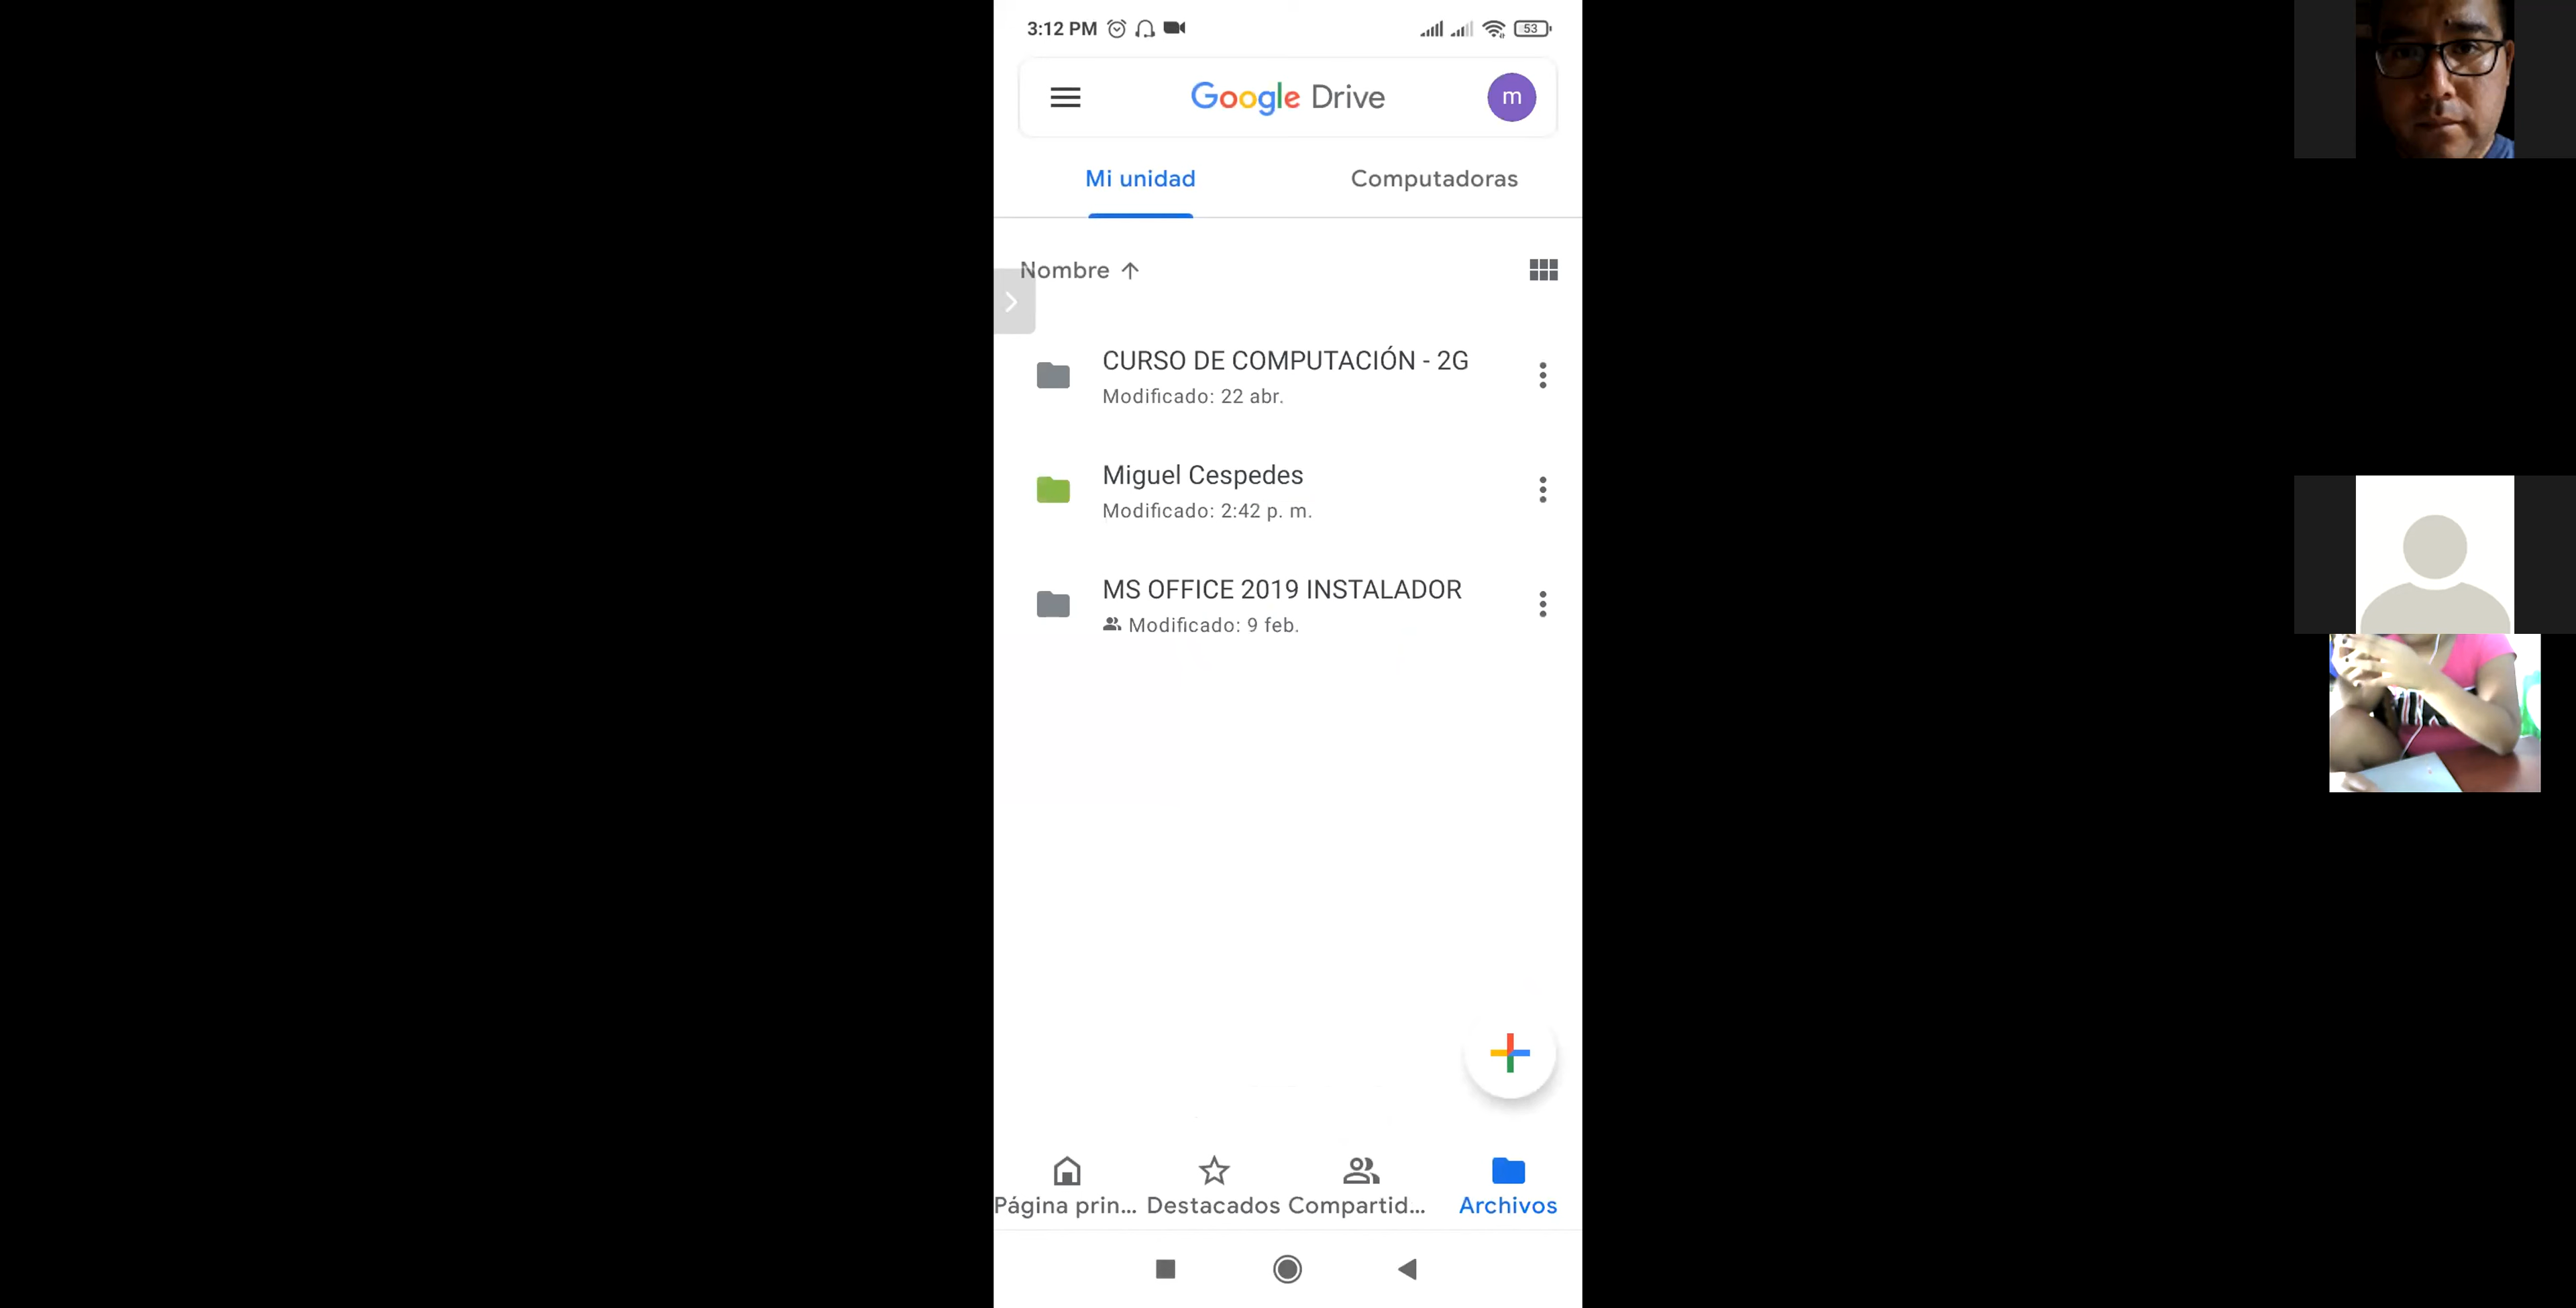 3:12 PM
53
Google Drive
m
Mi unidad
Computadoras
Nombre
CURSO DE COMPUTACIÓN - 2G
Modificado: 22 abr.
Miguel Cespedes
Modificado: 2:42 p. m.
MS OFFICE 2019 INSTALADOR
Modificado: 9 feb.
Página prin... Destacados Compartid... Archivos